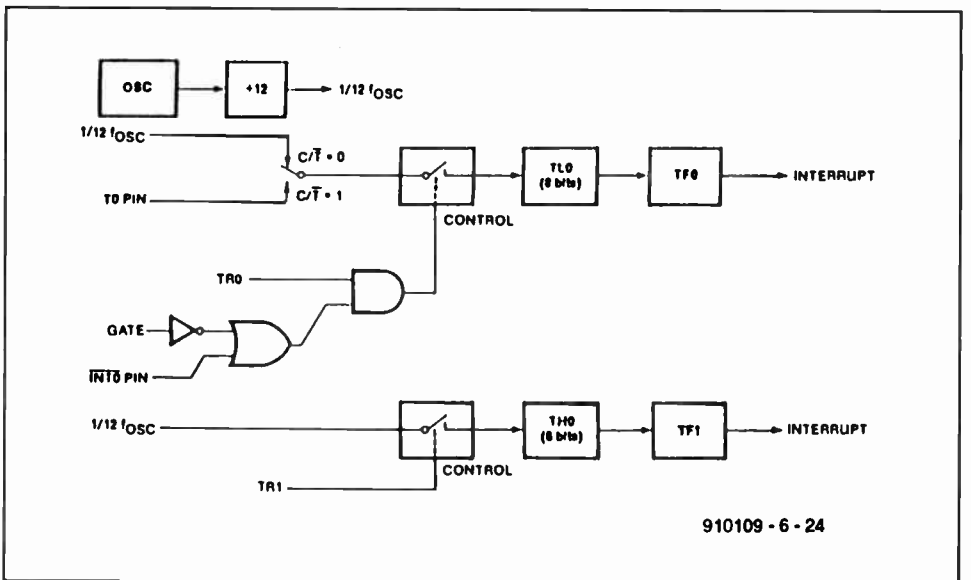 OSC
+12
1/12 fOSC
1/12 fOSC
C/T̅ = 0
T0 PIN
C/T̅ = 1
CONTROL
TL0
(8 bits)
TF0
INTERRUPT
TR0
GATE
I̅N̅T̅0̅ PIN
1/12 fOSC
CONTROL
TH0
(8 bits)
TF1
INTERRUPT
TR1
910109 - 6 - 24